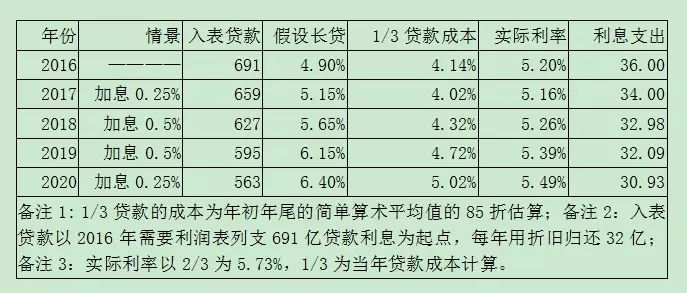 年份 情景 入表贷款 假设长贷 1/3 贷款成本 实际利率 利息支出
2016 ———— 691 4.90% 4.14% 5.20% 36.00
2017 加息 0.25% 659 5.15% 4.02% 5.16% 34.00
2018 加息 0.5% 627 5.65% 4.32% 5.26% 32.98
2019 加息 0.5% 595 6.15% 4.72% 5.39% 32.09
2020 加息 0.25% 563 6.40% 5.02% 5.49% 30.93
备注 1: 1/3 贷款的成本为年初年尾的简单算术平均值的 85 折估算；备注 2：入表
贷款以 2016 年需要利润表列支 691 亿贷款利息为起点，每年用折旧归还 32 亿；
备注 3：实际利率以 2/3 为 5.73%，1/3 为当年贷款成本计算。